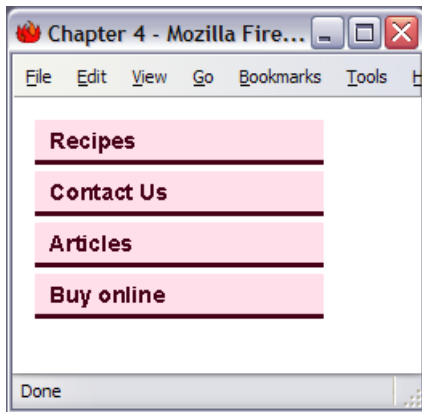 Chapter 4 - Mozilla Fire...
File Edit View Go Bookmarks Tools H
Recipes
Contact Us
Articles
Buy online
Done